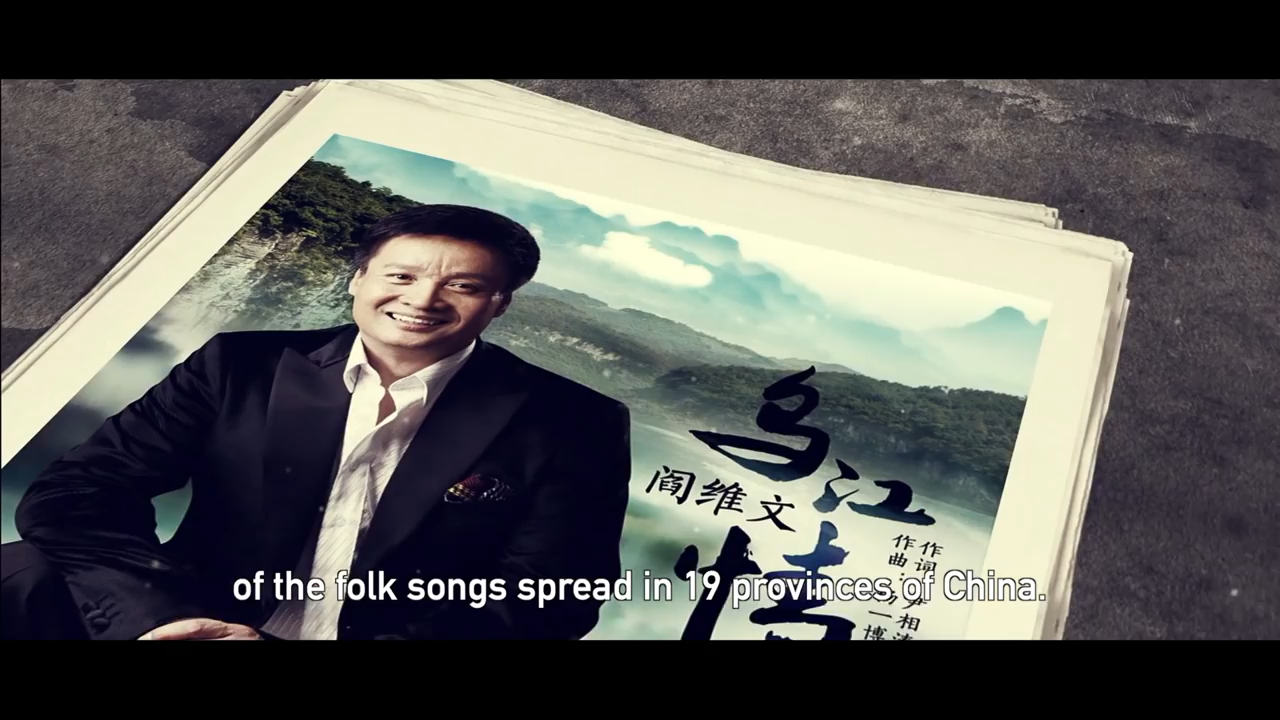 乌江
阎维文
情
作词
作曲
of the folk songs spread in 19 provinces of China.